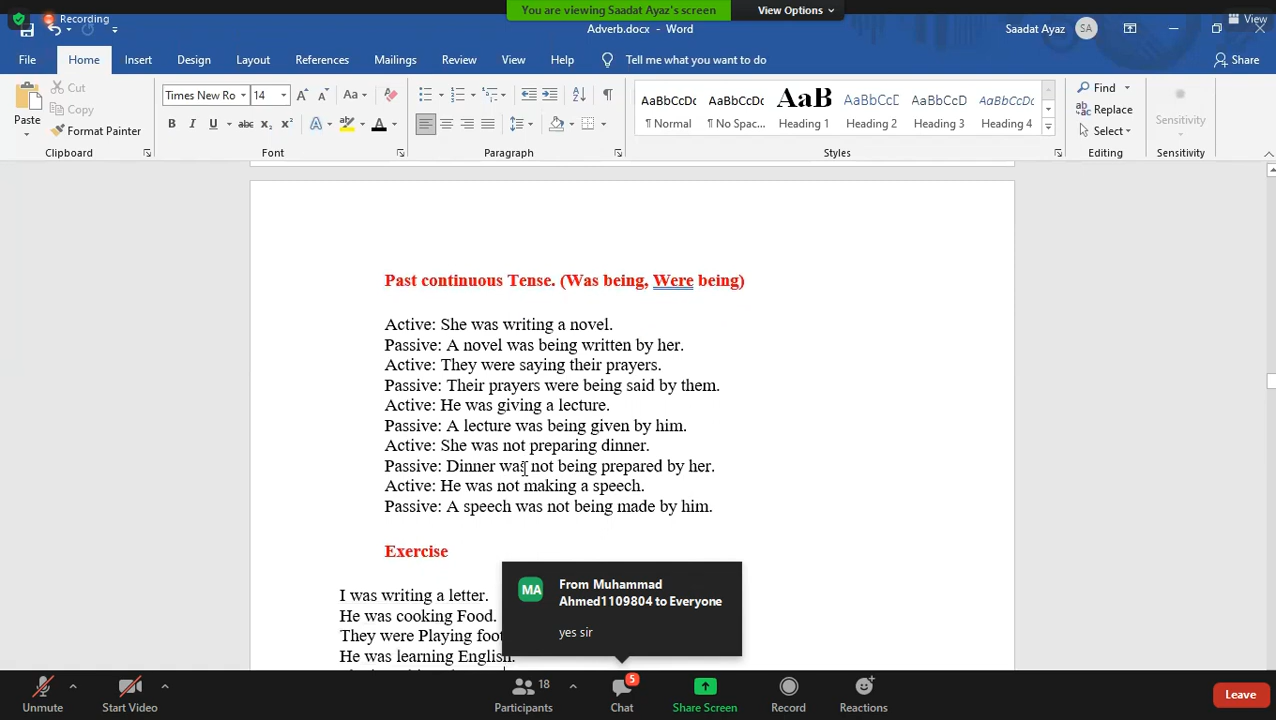 Recording
You are viewing Saadat Ayaz's screen
View Options
View
Adverb.docx - Word
Saadat Ayaz
SA
File
Home
Insert
Design
Layout
References
Mailings
Review
View
Help
Tell me what you want to do
Share
Paste
Cut
Copy
Format Painter
Clipboard
Times New Ro
14
A
A
Aa
B
I
U
abc
x₂
x²
A
A
Font
Paragraph
AaBbCcDc
AaBbCcDc
AaB
AaBbCcDc
AaBbCcDc
AaBbCcDc
¶ Normal
¶ No Spac...
Heading 1
Heading 2
Heading 3
Heading 4
Styles
Find
Replace
Select
Editing
Sensitivity
Sensitivity
Past continuous Tense. (Was being, Were being)
Active: She was writing a novel.
Passive: A novel was being written by her.
Active: They were saying their prayers.
Passive: Their prayers were being said by them.
Active: He was giving a lecture.
Passive: A lecture was being given by him.
Active: She was not preparing dinner.
Passive: Dinner was not being prepared by her.
Active: He was not making a speech.
Passive: A speech was not being made by him.
Exercise
I was writing a letter.
He was cooking Food.
They were Playing foot
He was learning English.
MA
From Muhammad
Ahmed1109804 to Everyone
yes sir
Unmute
Start Video
18
Participants
5
Chat
Share Screen
Record
Reactions
Leave